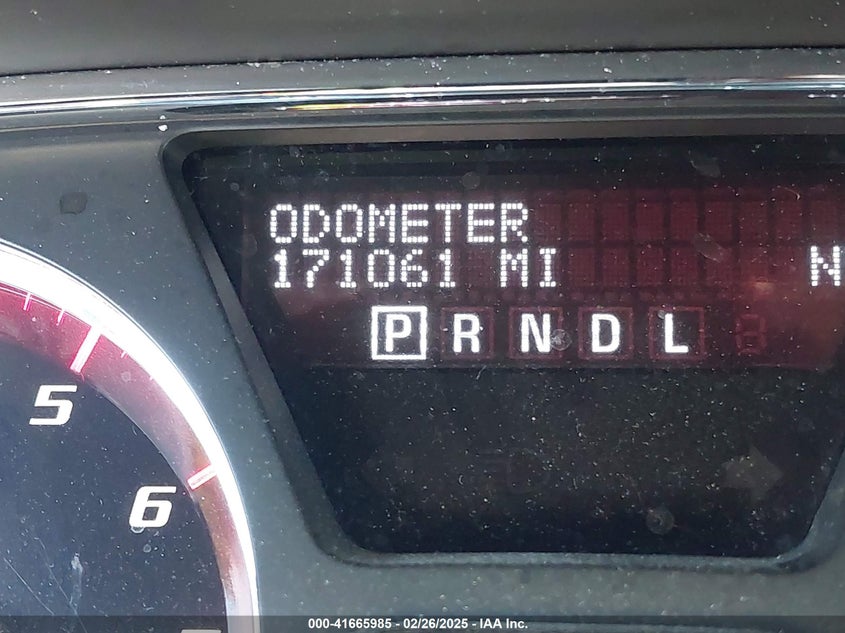 ODOMETER
171061 MI N
P R N D L
5
6
000-41665985 - 02/26/2025 - IAA Inc.